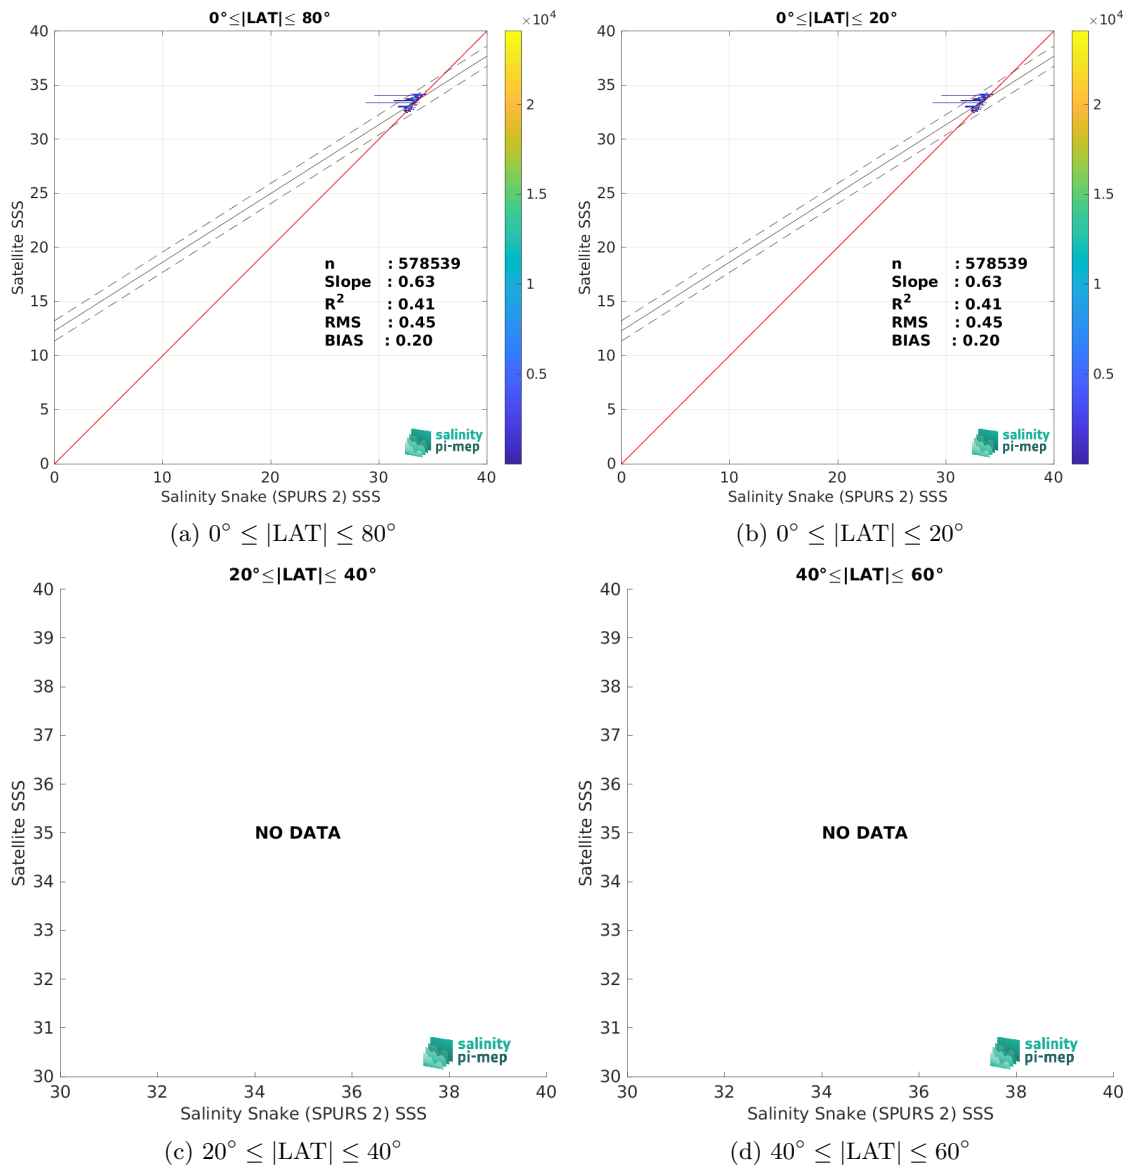 0°≤|LAT|≤ 80°
×10⁴
40
35
30
25
20
15
10
5
0
Satellite SSS
n : 578539
Slope : 0.63
R² : 0.41
RMS : 0.45
BIAS : 0.20
salinity
pi-mep
2
1.5
1
0.5
0 10 20 30 40
Salinity Snake (SPURS 2) SSS
(a) 0° ≤ |LAT| ≤ 80°
0°≤|LAT|≤ 20°
×10⁴
40
35
30
25
20
15
10
5
0
Satellite SSS
n : 578539
Slope : 0.63
R² : 0.41
RMS : 0.45
BIAS : 0.20
salinity
pi-mep
2
1.5
1
0.5
0 10 20 30 40
Salinity Snake (SPURS 2) SSS
(b) 0° ≤ |LAT| ≤ 20°
20°≤|LAT|≤ 40°
40
39
38
37
36
35
34
33
32
31
30
Satellite SSS
NO DATA
salinity
pi-mep
30 32 34 36 38 40
Salinity Snake (SPURS 2) SSS
(c) 20° ≤ |LAT| ≤ 40°
40°≤|LAT|≤ 60°
40
39
38
37
36
35
34
33
32
31
30
Satellite SSS
NO DATA
salinity
pi-mep
30 32 34 36 38 40
Salinity Snake (SPURS 2) SSS
(d) 40° ≤ |LAT| ≤ 60°